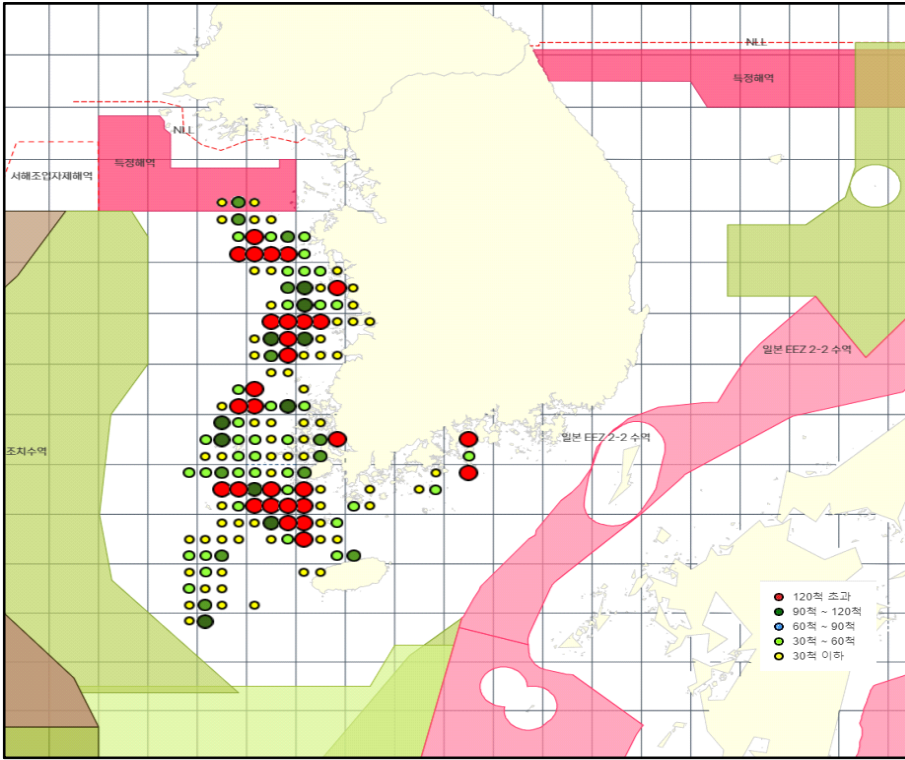 NLL
특정해역
NLL
특정해역
서해조업자제해역
일본 EEZ 2-2 수역
일본 EEZ 2-2 수역
조치수역
120척 초과
90척 ~ 120척
60척 ~ 90척
30척 ~ 60척
30척 이하